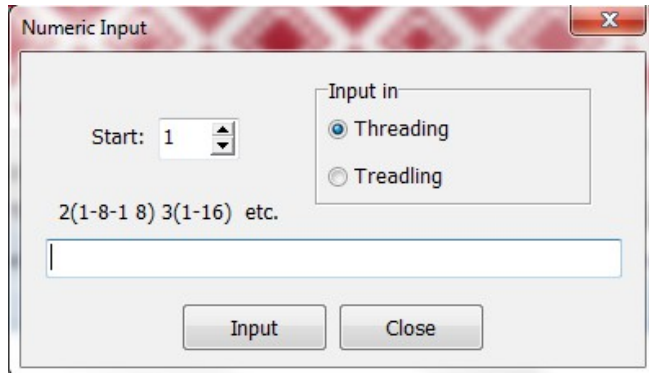 Numeric Input
Input in
Start: 1
Threading
Treadling
2(1-8-1 8) 3(1-16) etc.
Input
Close